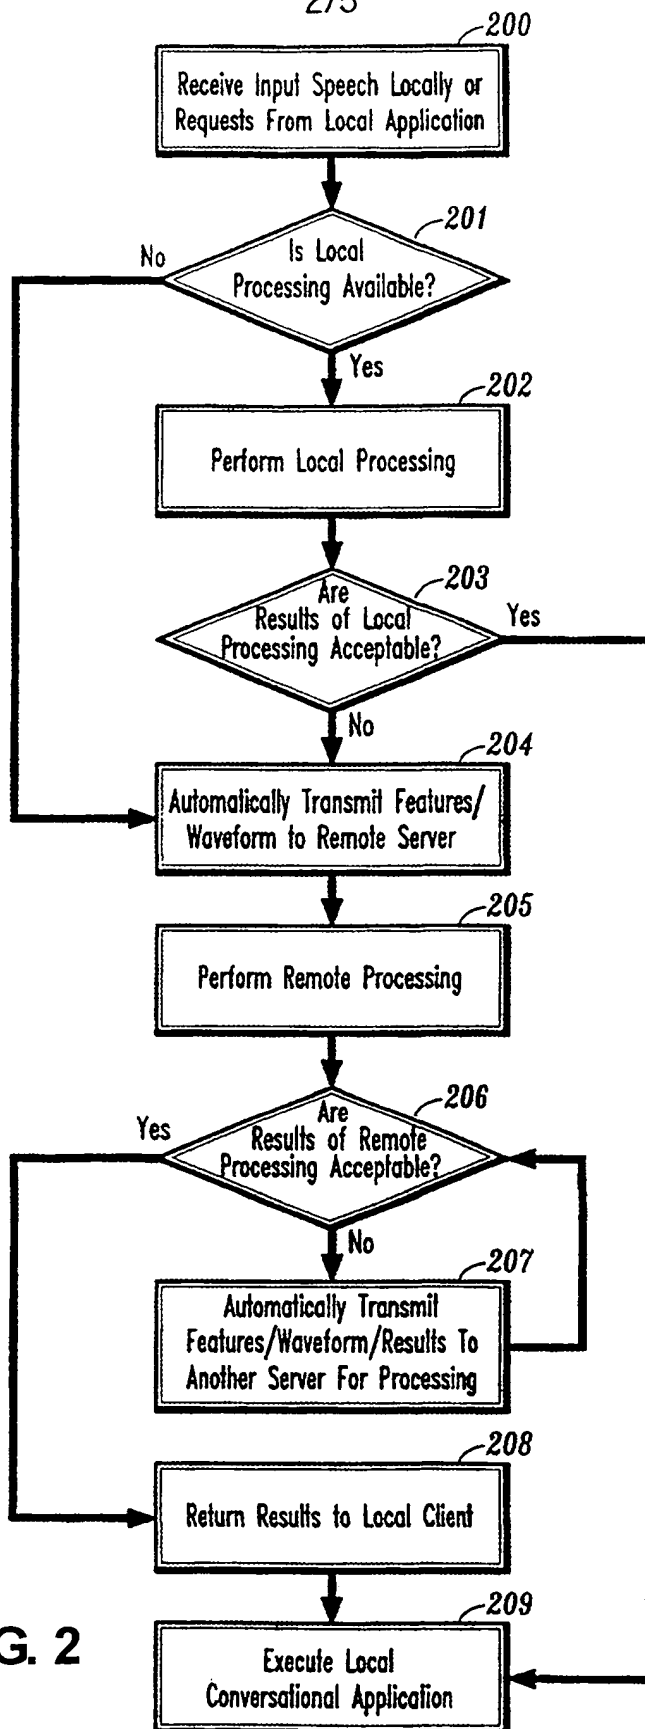 2/5
200
Receive Input Speech Locally or
Requests From Local Application
201
No
Is Local
Processing Available?
Yes
202
Perform Local Processing
203
Are
Results of Local
Processing Acceptable?
Yes
No
204
Automatically Transmit Features/
Waveform to Remote Server
205
Perform Remote Processing
206
Yes
Are
Results of Remote
Processing Acceptable?
No
207
Automatically Transmit
Features/Waveform/Results To
Another Server For Processing
208
Return Results to Local Client
209
G. 2
Execute Local
Conversational Application